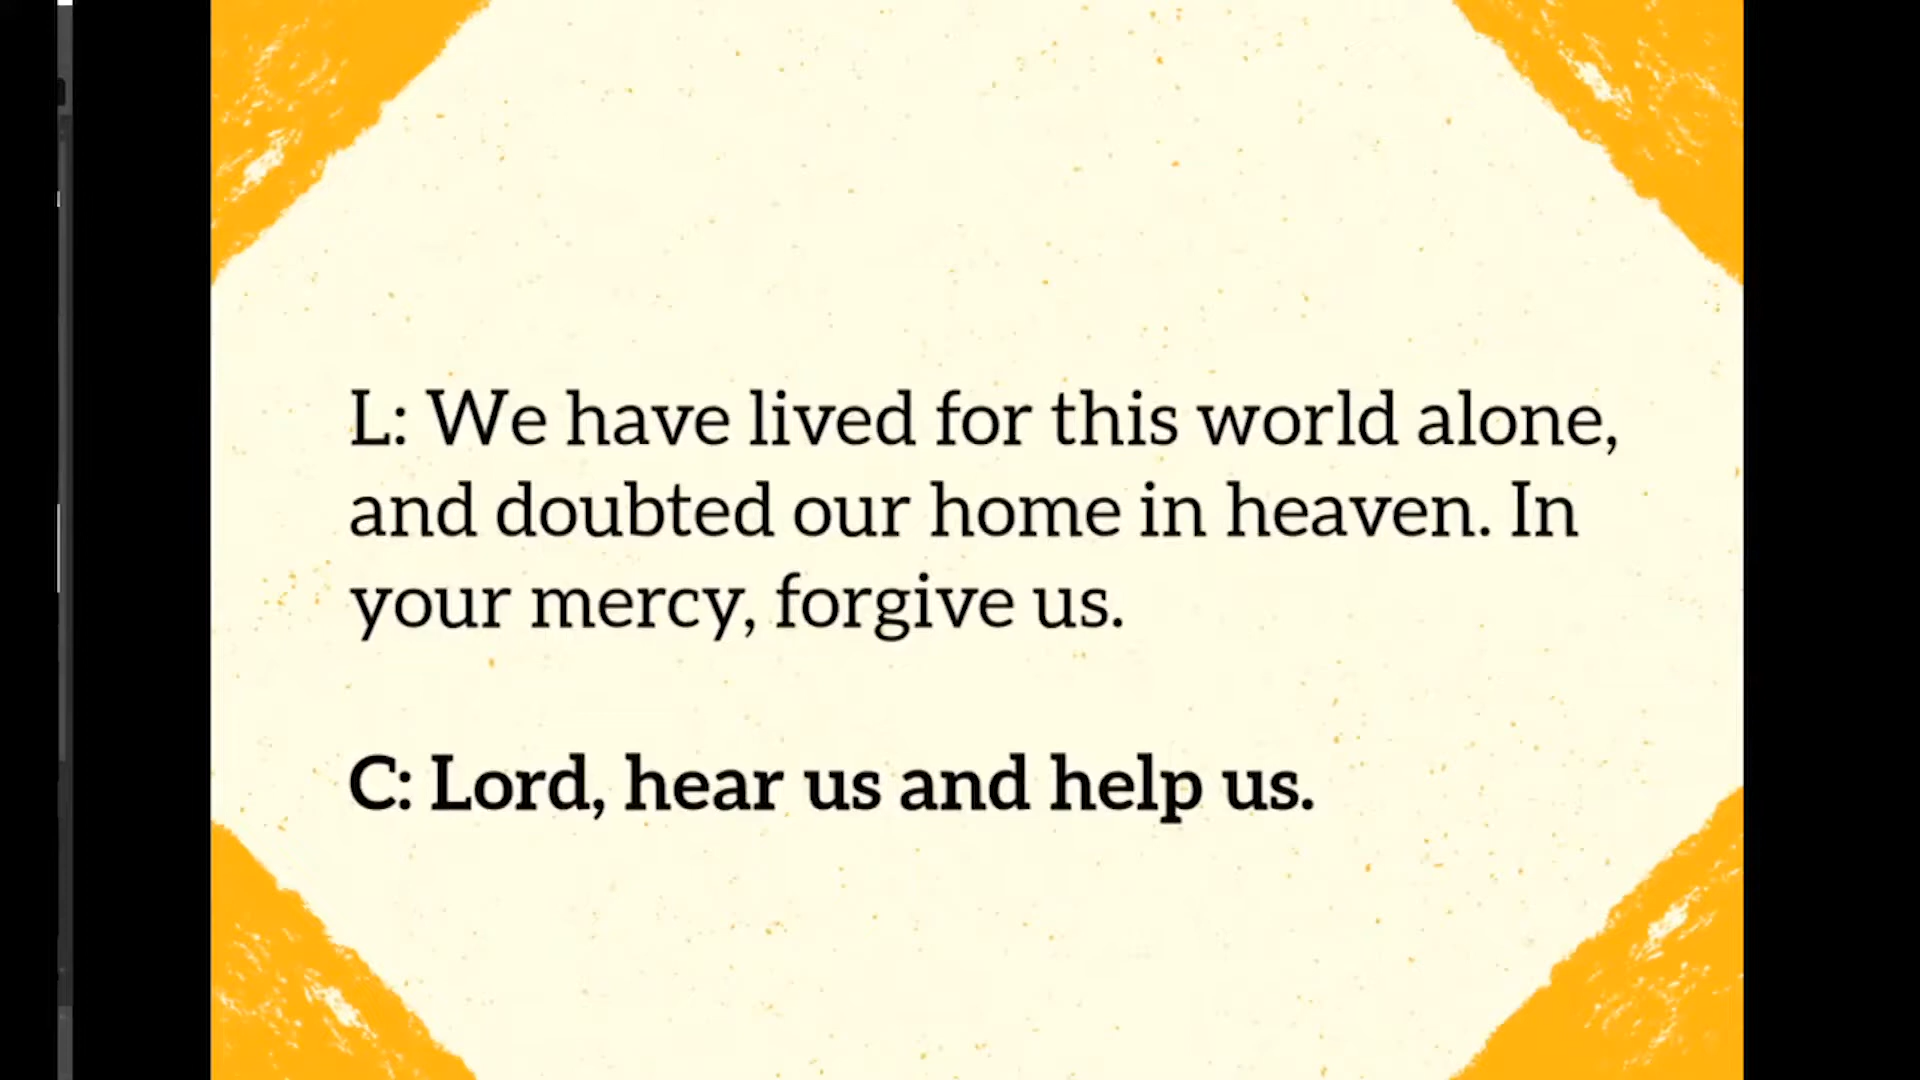 L: We have lived for this world alone,
and doubted our home in heaven. In
your mercy, forgive us.
C: Lord, hear us and help us.